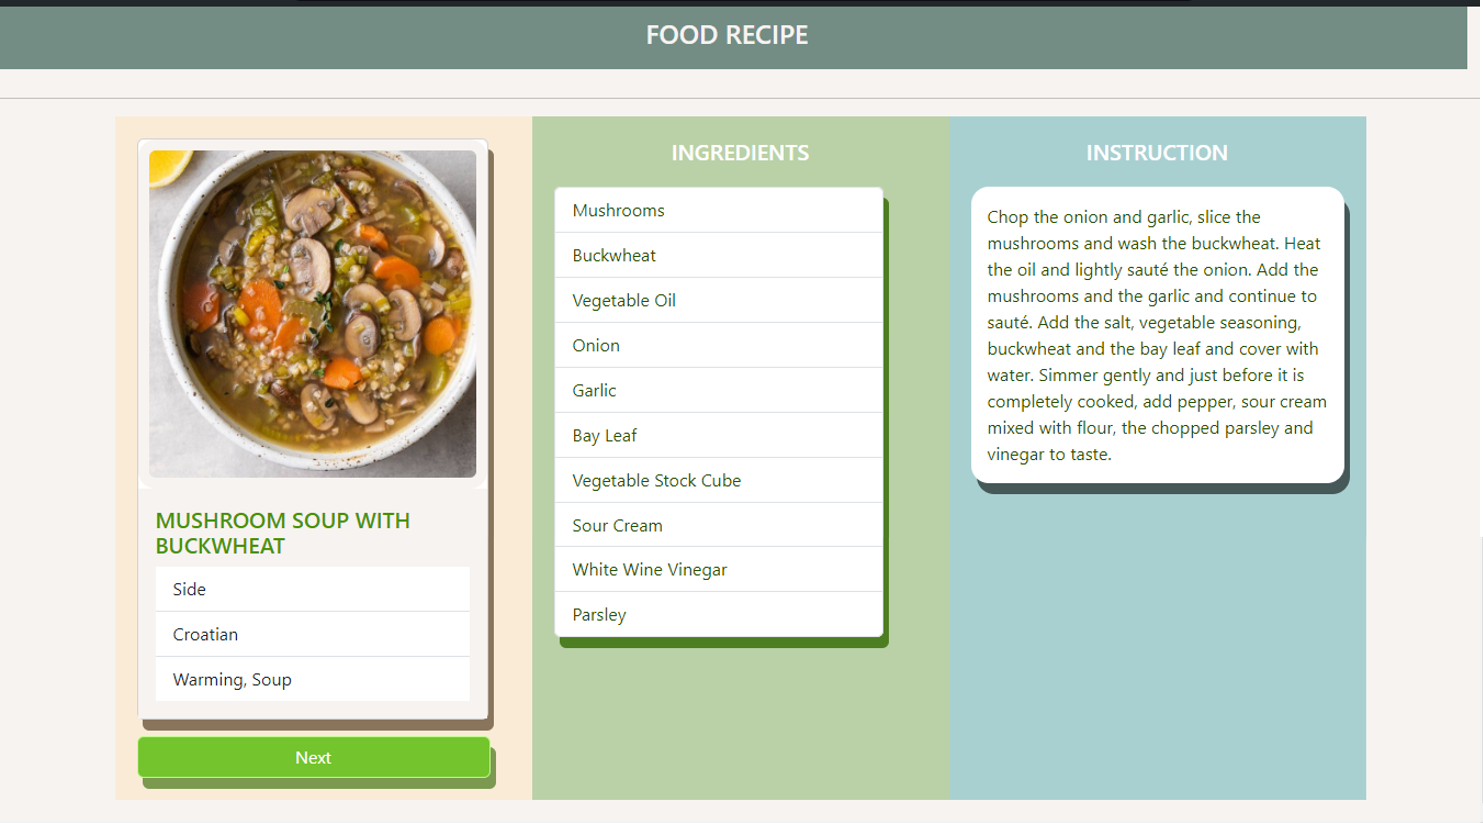 FOOD RECIPE
MUSHROOM SOUP WITH
BUCKWHEAT
Side
Croatian
Warming, Soup
Next
INGREDIENTS
Mushrooms
Buckwheat
Vegetable Oil
Onion
Garlic
Bay Leaf
Vegetable Stock Cube
Sour Cream
White Wine Vinegar
Parsley
INSTRUCTION
Chop the onion and garlic, slice the
mushrooms and wash the buckwheat. Heat
the oil and lightly sauté the onion. Add the
mushrooms and the garlic and continue to
sauté. Add the salt, vegetable seasoning,
buckwheat and the bay leaf and cover with
water. Simmer gently and just before it is
completely cooked, add pepper, sour cream
mixed with flour, the chopped parsley and
vinegar to taste.